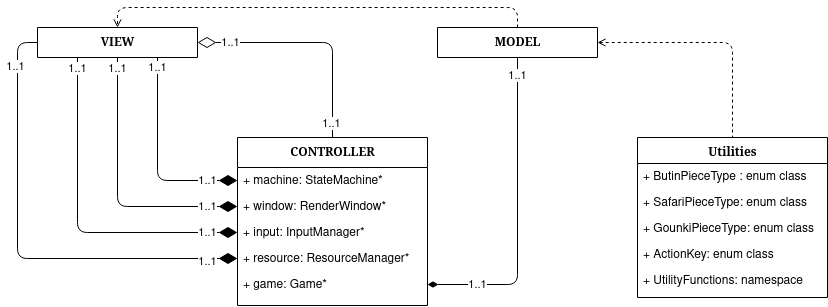 VIEW
1..1
MODEL
1..1
1..1
1..1
1..1
1..1
1..1
CONTROLLER
Utilities
+ machine: StateMachine*
1..1
+ window: RenderWindow*
1..1
+ input: InputManager*
1..1
+ resource: ResourceManager*
1..1
+ game: Game*
1..1
+ ButinPieceType : enum class
+ SafariPieceType: enum class
+ GounkiPieceType: enum class
+ ActionKey: enum class
+ UtilityFunctions: namespace